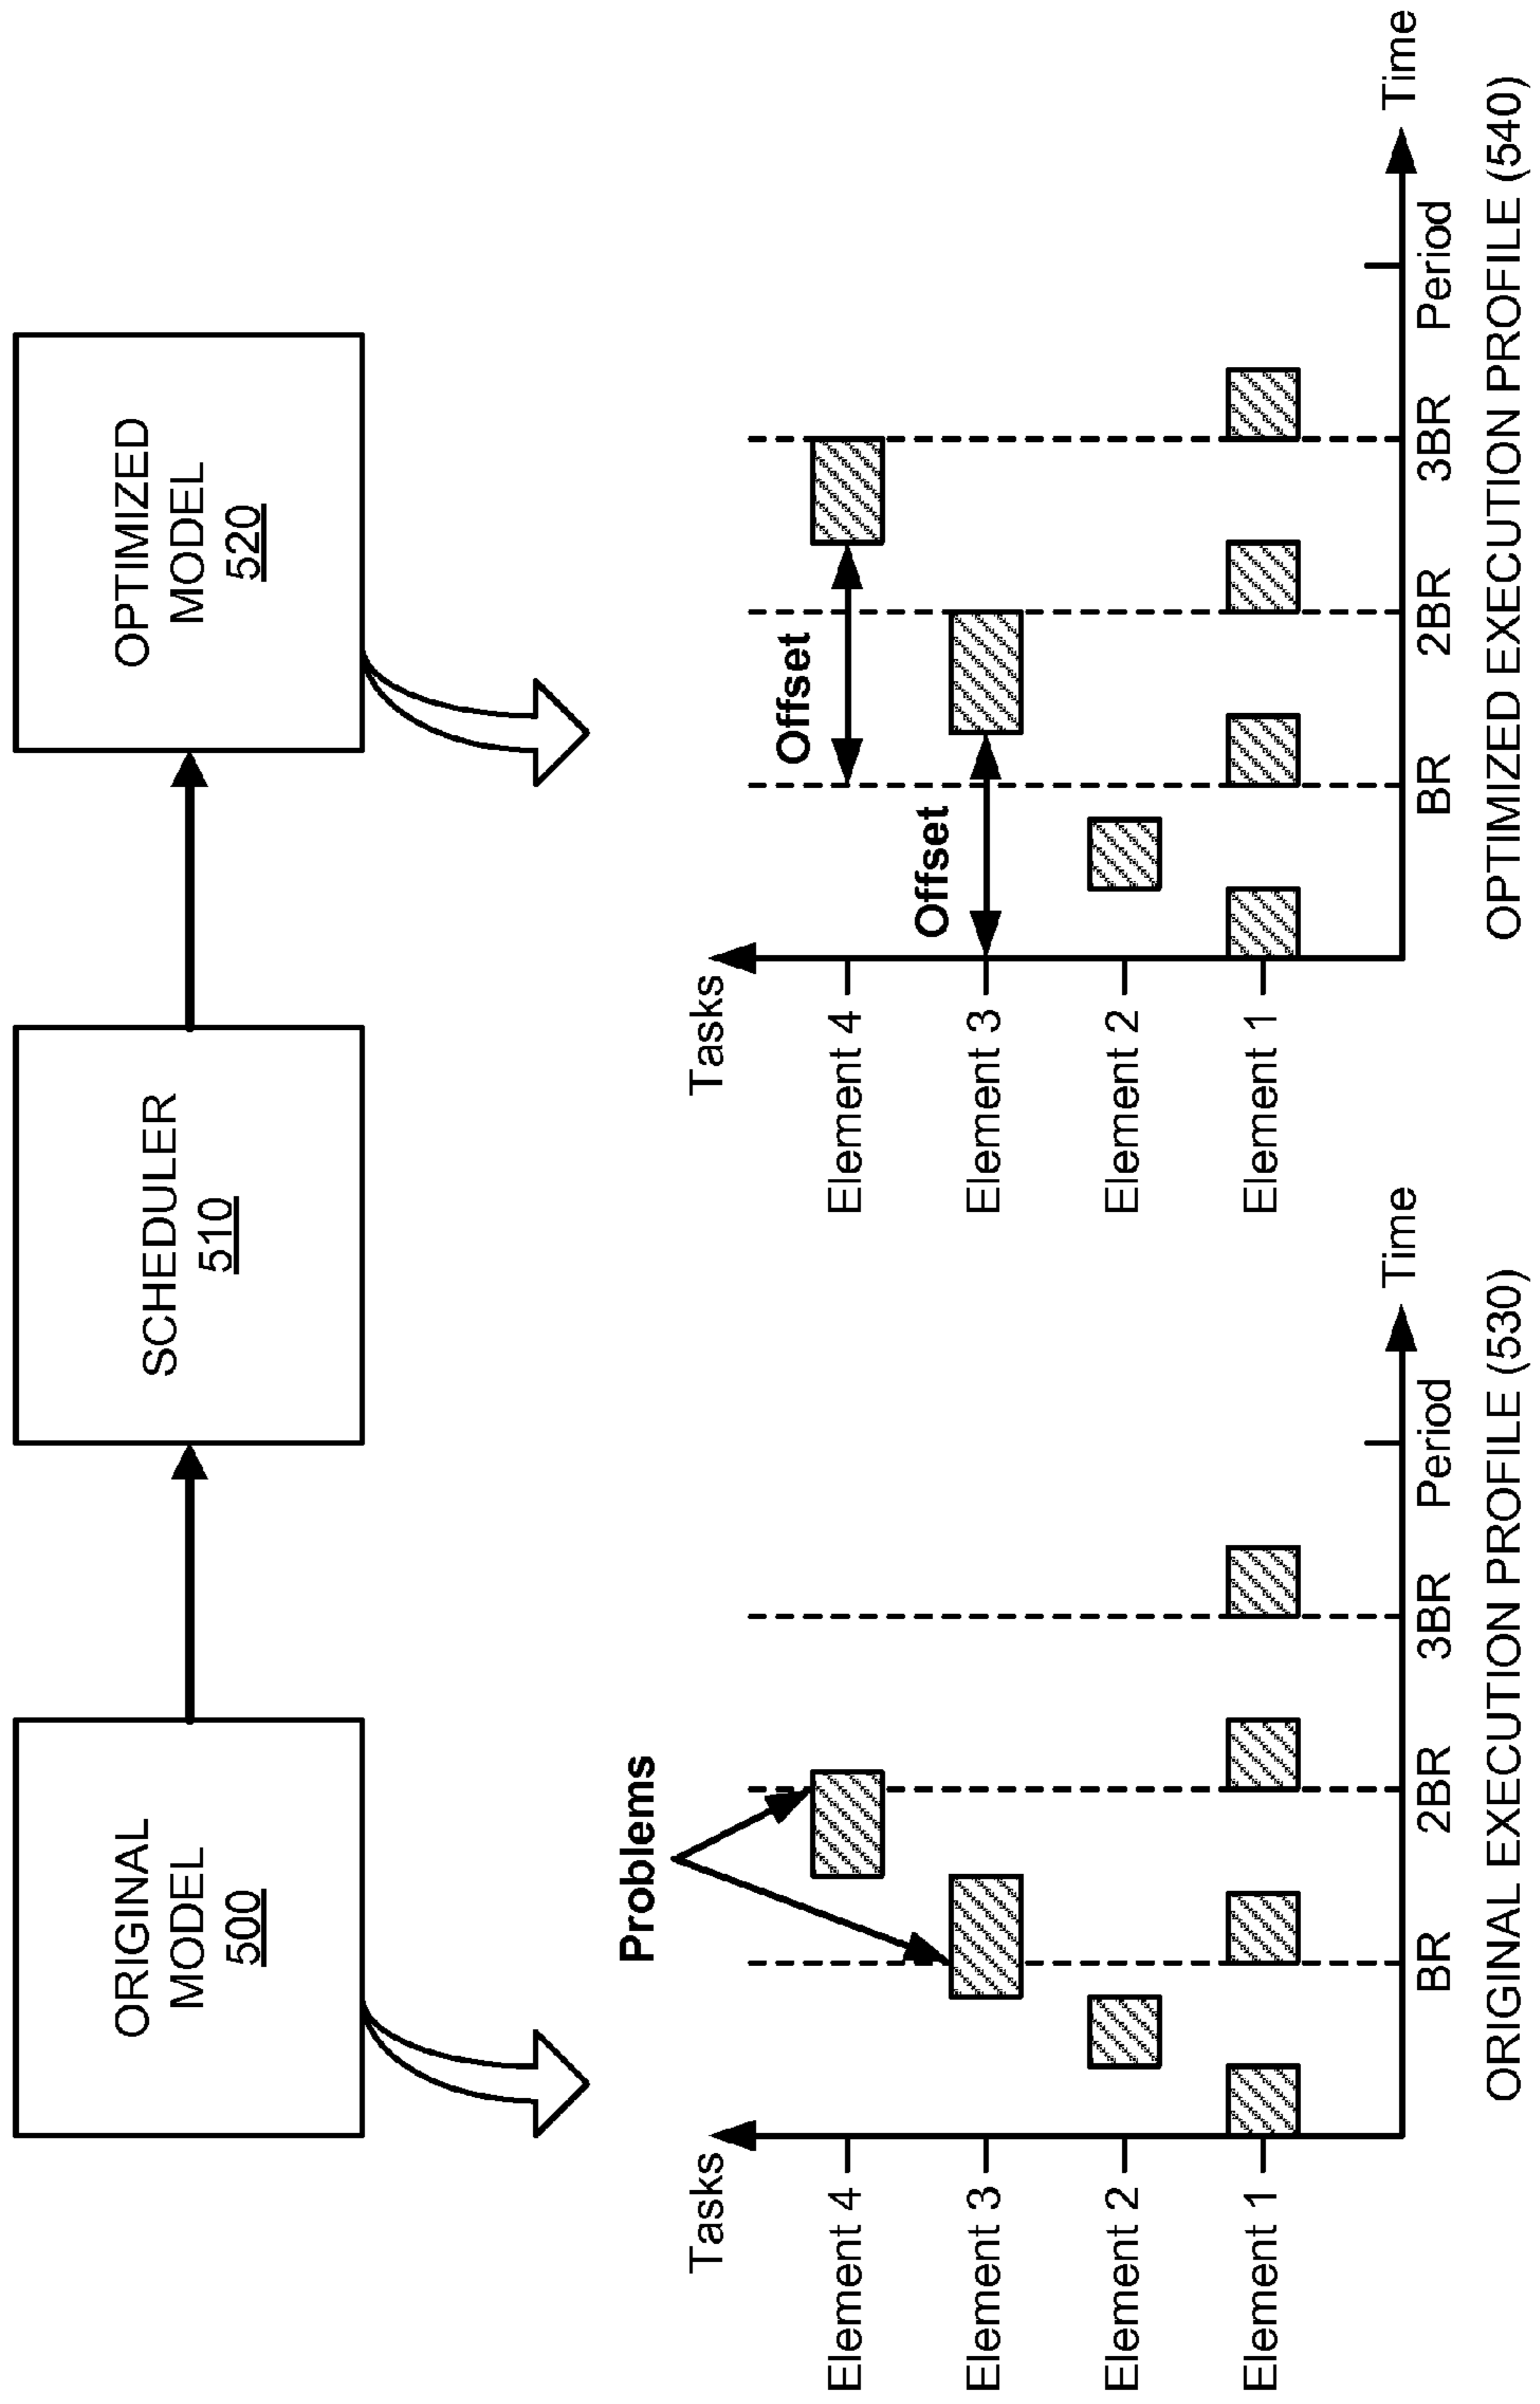 ORIGINAL
MODEL
500
SCHEDULER
510
OPTIMIZED
MODEL
520
Problems
Tasks
Element 4
Element 3
Element 2
Element 1
BR
2BR
3BR
Period
Time
ORIGINAL EXECUTION PROFILE (530)
Tasks
Offset
Offset
Element 4
Element 3
Element 2
Element 1
BR
2BR
3BR
Period
Time
OPTIMIZED EXECUTION PROFILE (540)